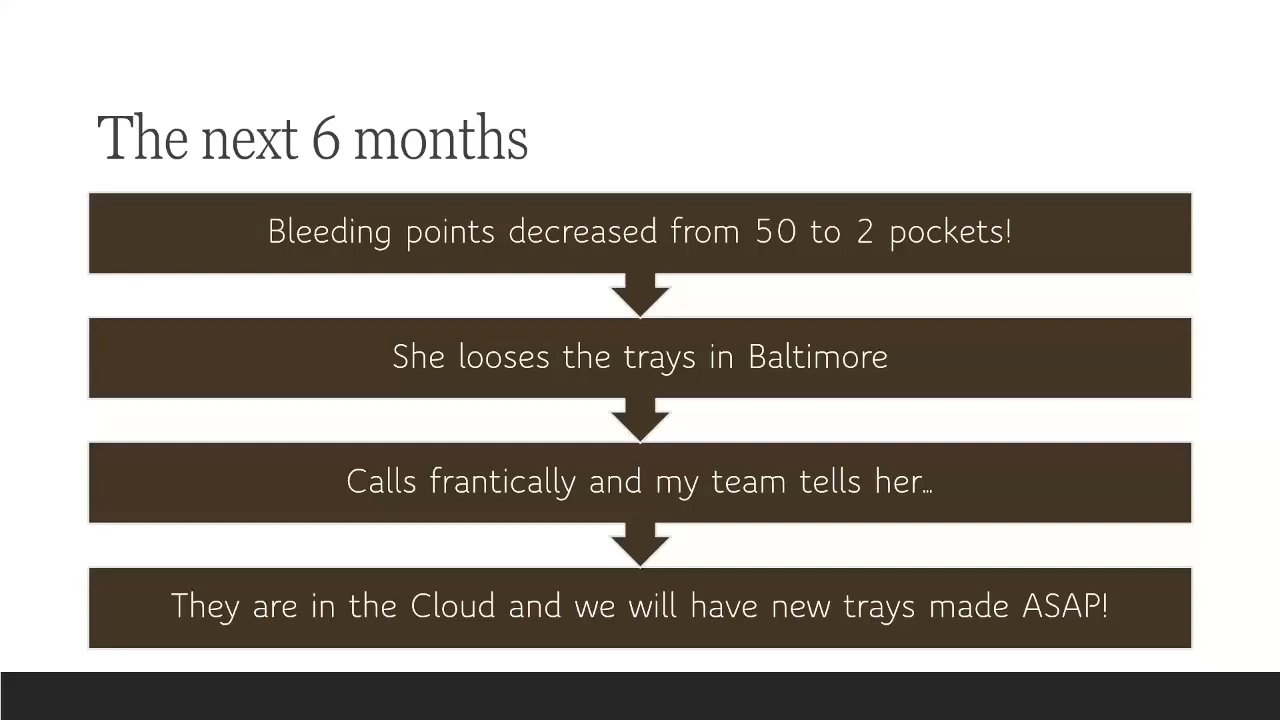 The next 6 months
Bleeding points decreased from 50 to 2 pockets!
She looses the trays in Baltimore
Calls frantically and my team tells her…
They are in the Cloud and we will have new trays made ASAP!